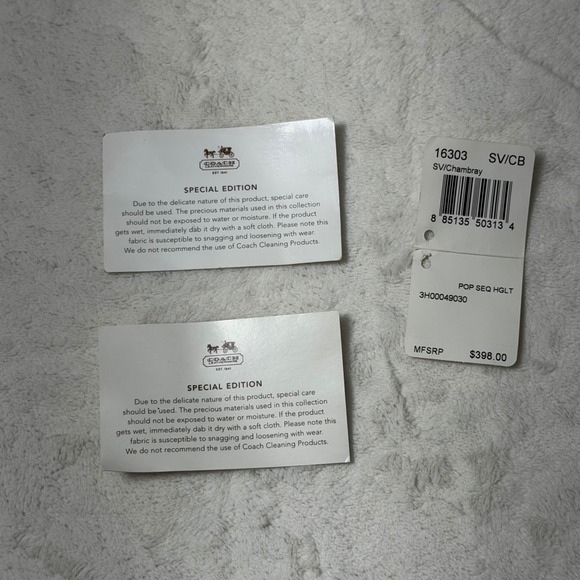 COACH
EST. 1941
SPECIAL EDITION
Due to the delicate nature of this product, special care
should be used. The precious materials used in this collection
should not be exposed to water or moisture. If the product
gets wet, immediately dab it dry with a soft cloth. Please note this
fabric is susceptible to snagging and loosening with wear.
We do not recommend the use of Coach Cleaning Products.
COACH
EST. 1941
SPECIAL EDITION
Due to the delicate nature of this product, special care
should be used. The precious materials used in this collection
should not be exposed to water or moisture. If the product
gets wet, immediately dab it dry with a soft cloth. Please note this
fabric is susceptible to snagging and loosening with wear.
We do not recommend the use of Coach Cleaning Products.
16303 SV/CB
SV/Chambray
8 85135 50313 4
POP SEQ HGLT
3H00049030
MFSRP $398.00